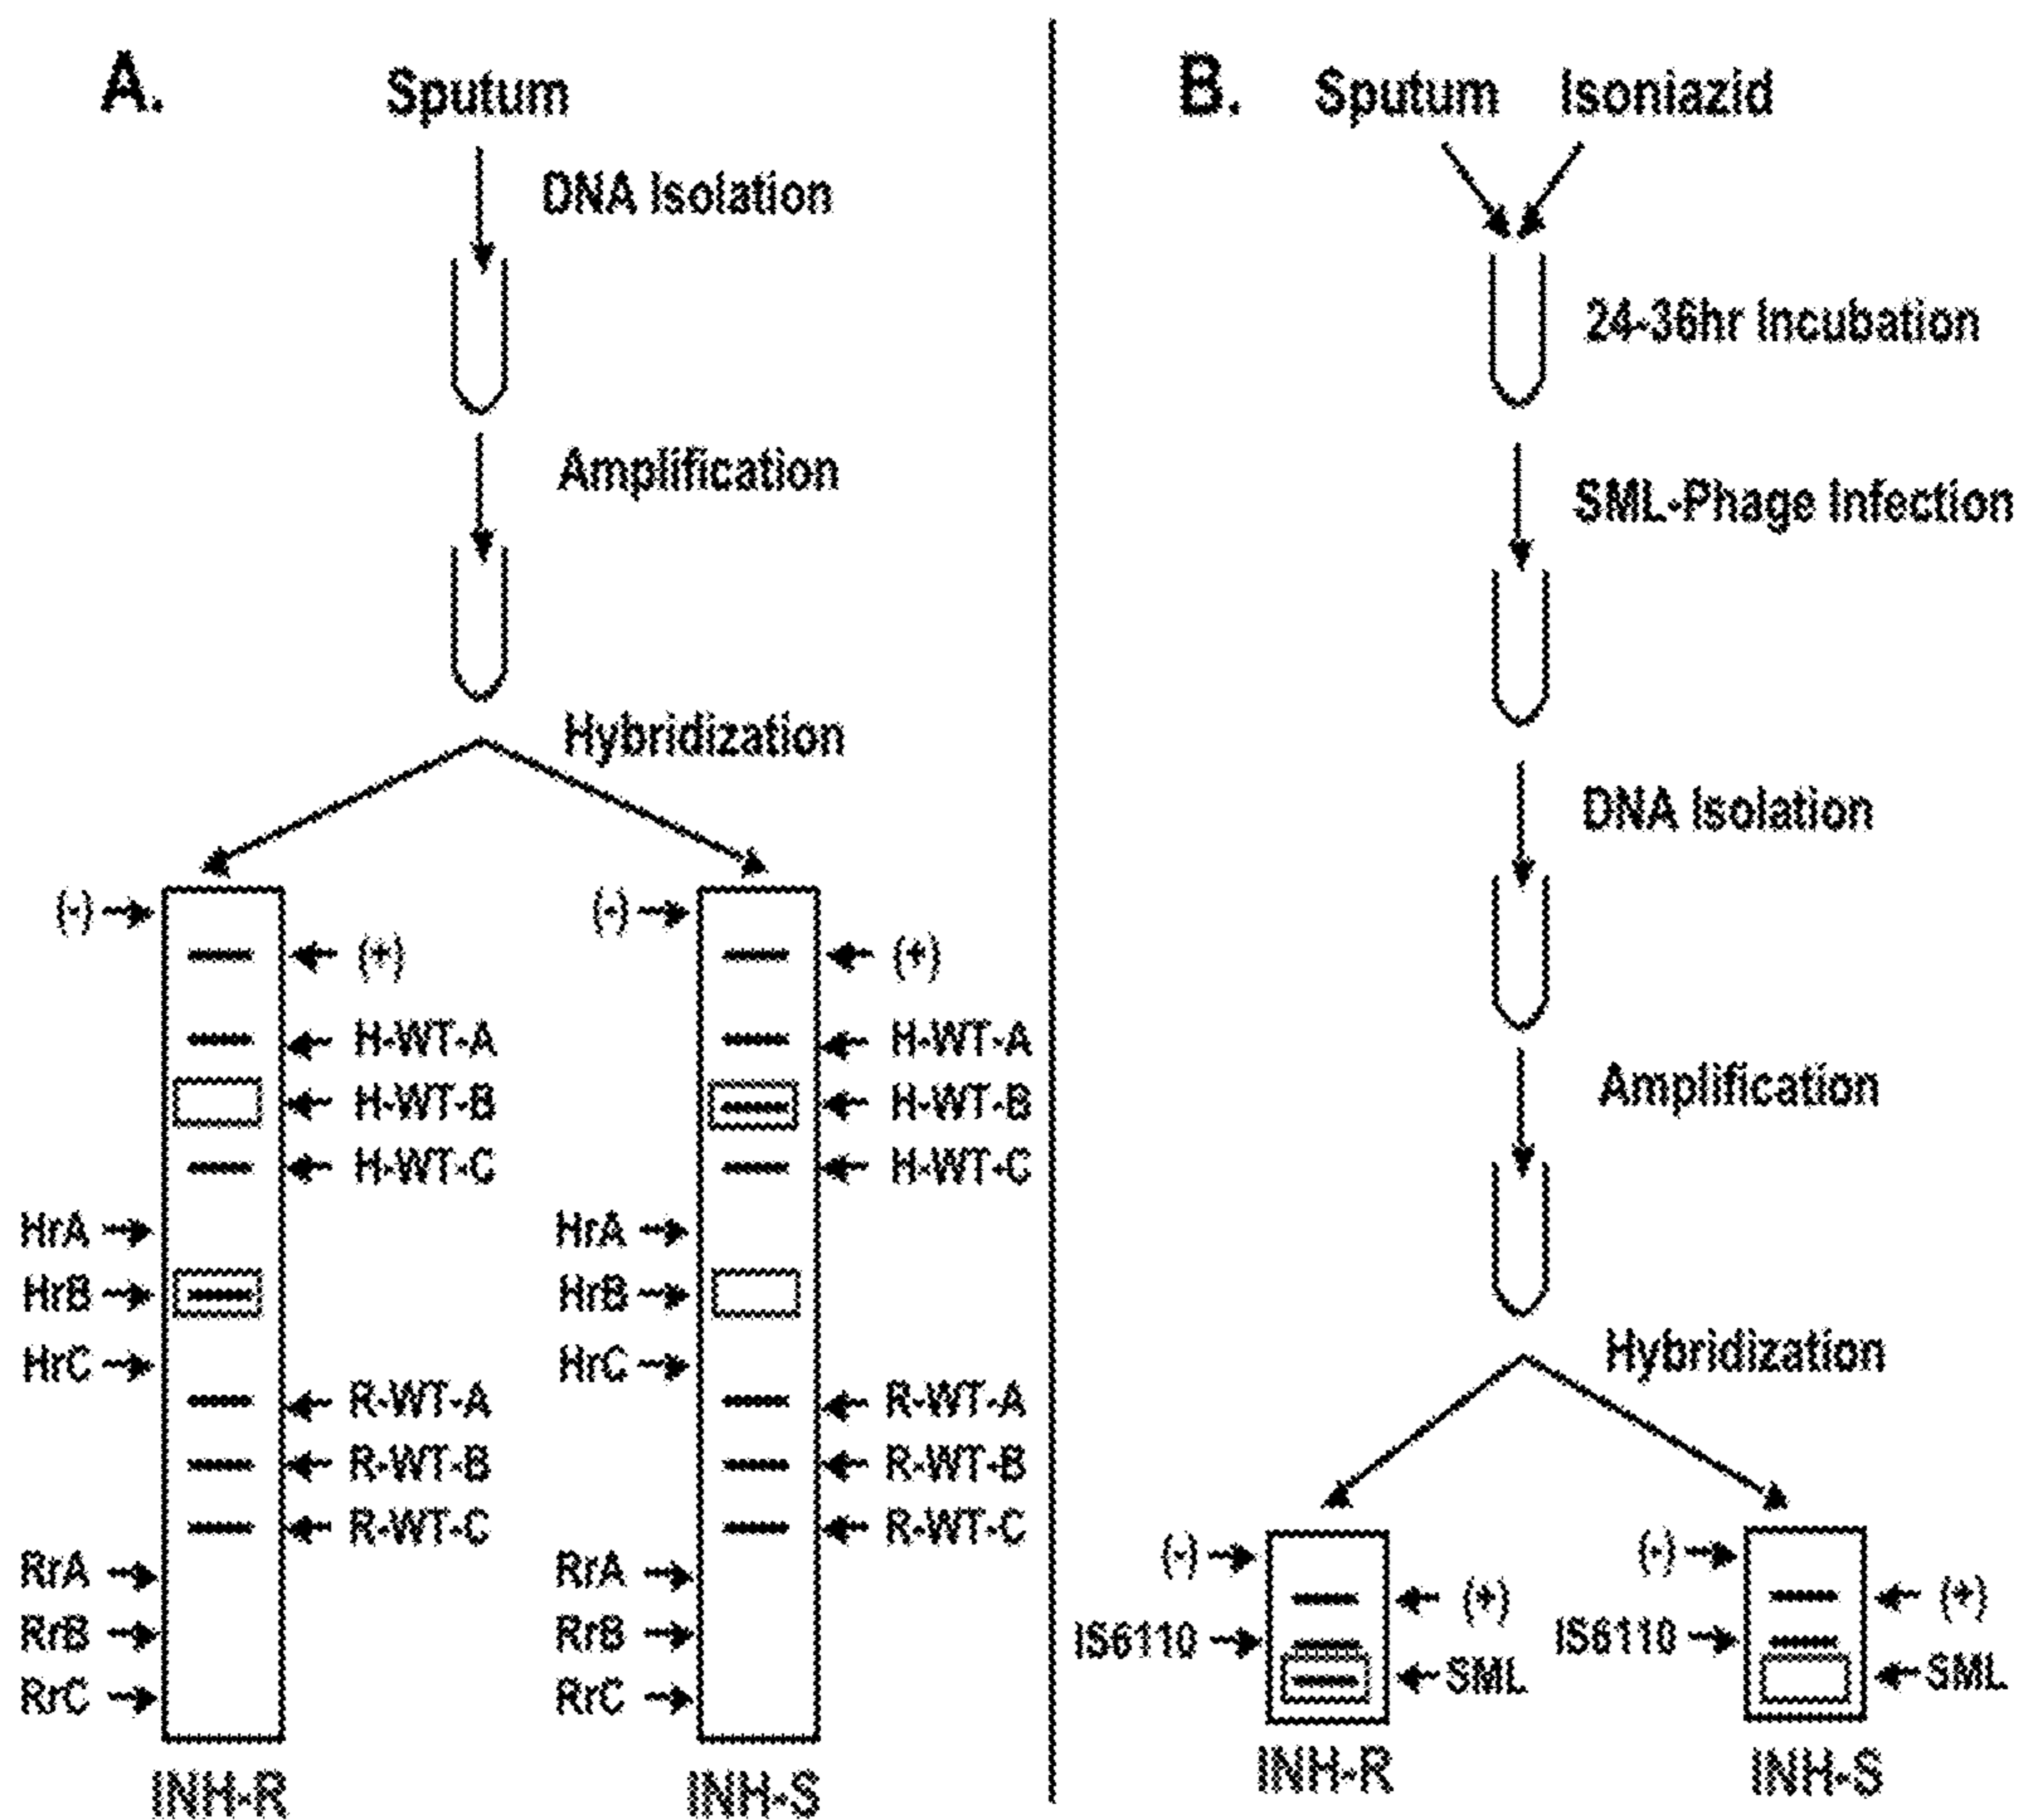 A.
Sputum
DNA Isolation
Amplification
Hybridization
(-)
(+)
H-WT-A
H-WT-B
H-WT-C
HrA
HrB
HrC
R-WT-A
R-WT-B
R-WT-C
RrA
RrB
RrC
INH-R
(-)
(+)
H-WT-A
H-WT-B
H-WT-C
HrA
HrB
HrC
R-WT-A
R-WT-B
R-WT-C
RrA
RrB
RrC
INH-S
B.
Sputum Isoniazid
24-36hr Incubation
SML-Phage Infection
DNA Isolation
Amplification
Hybridization
(-)
(+)
IS6110
SML
INH-R
(-)
(+)
IS6110
SML
INH-S